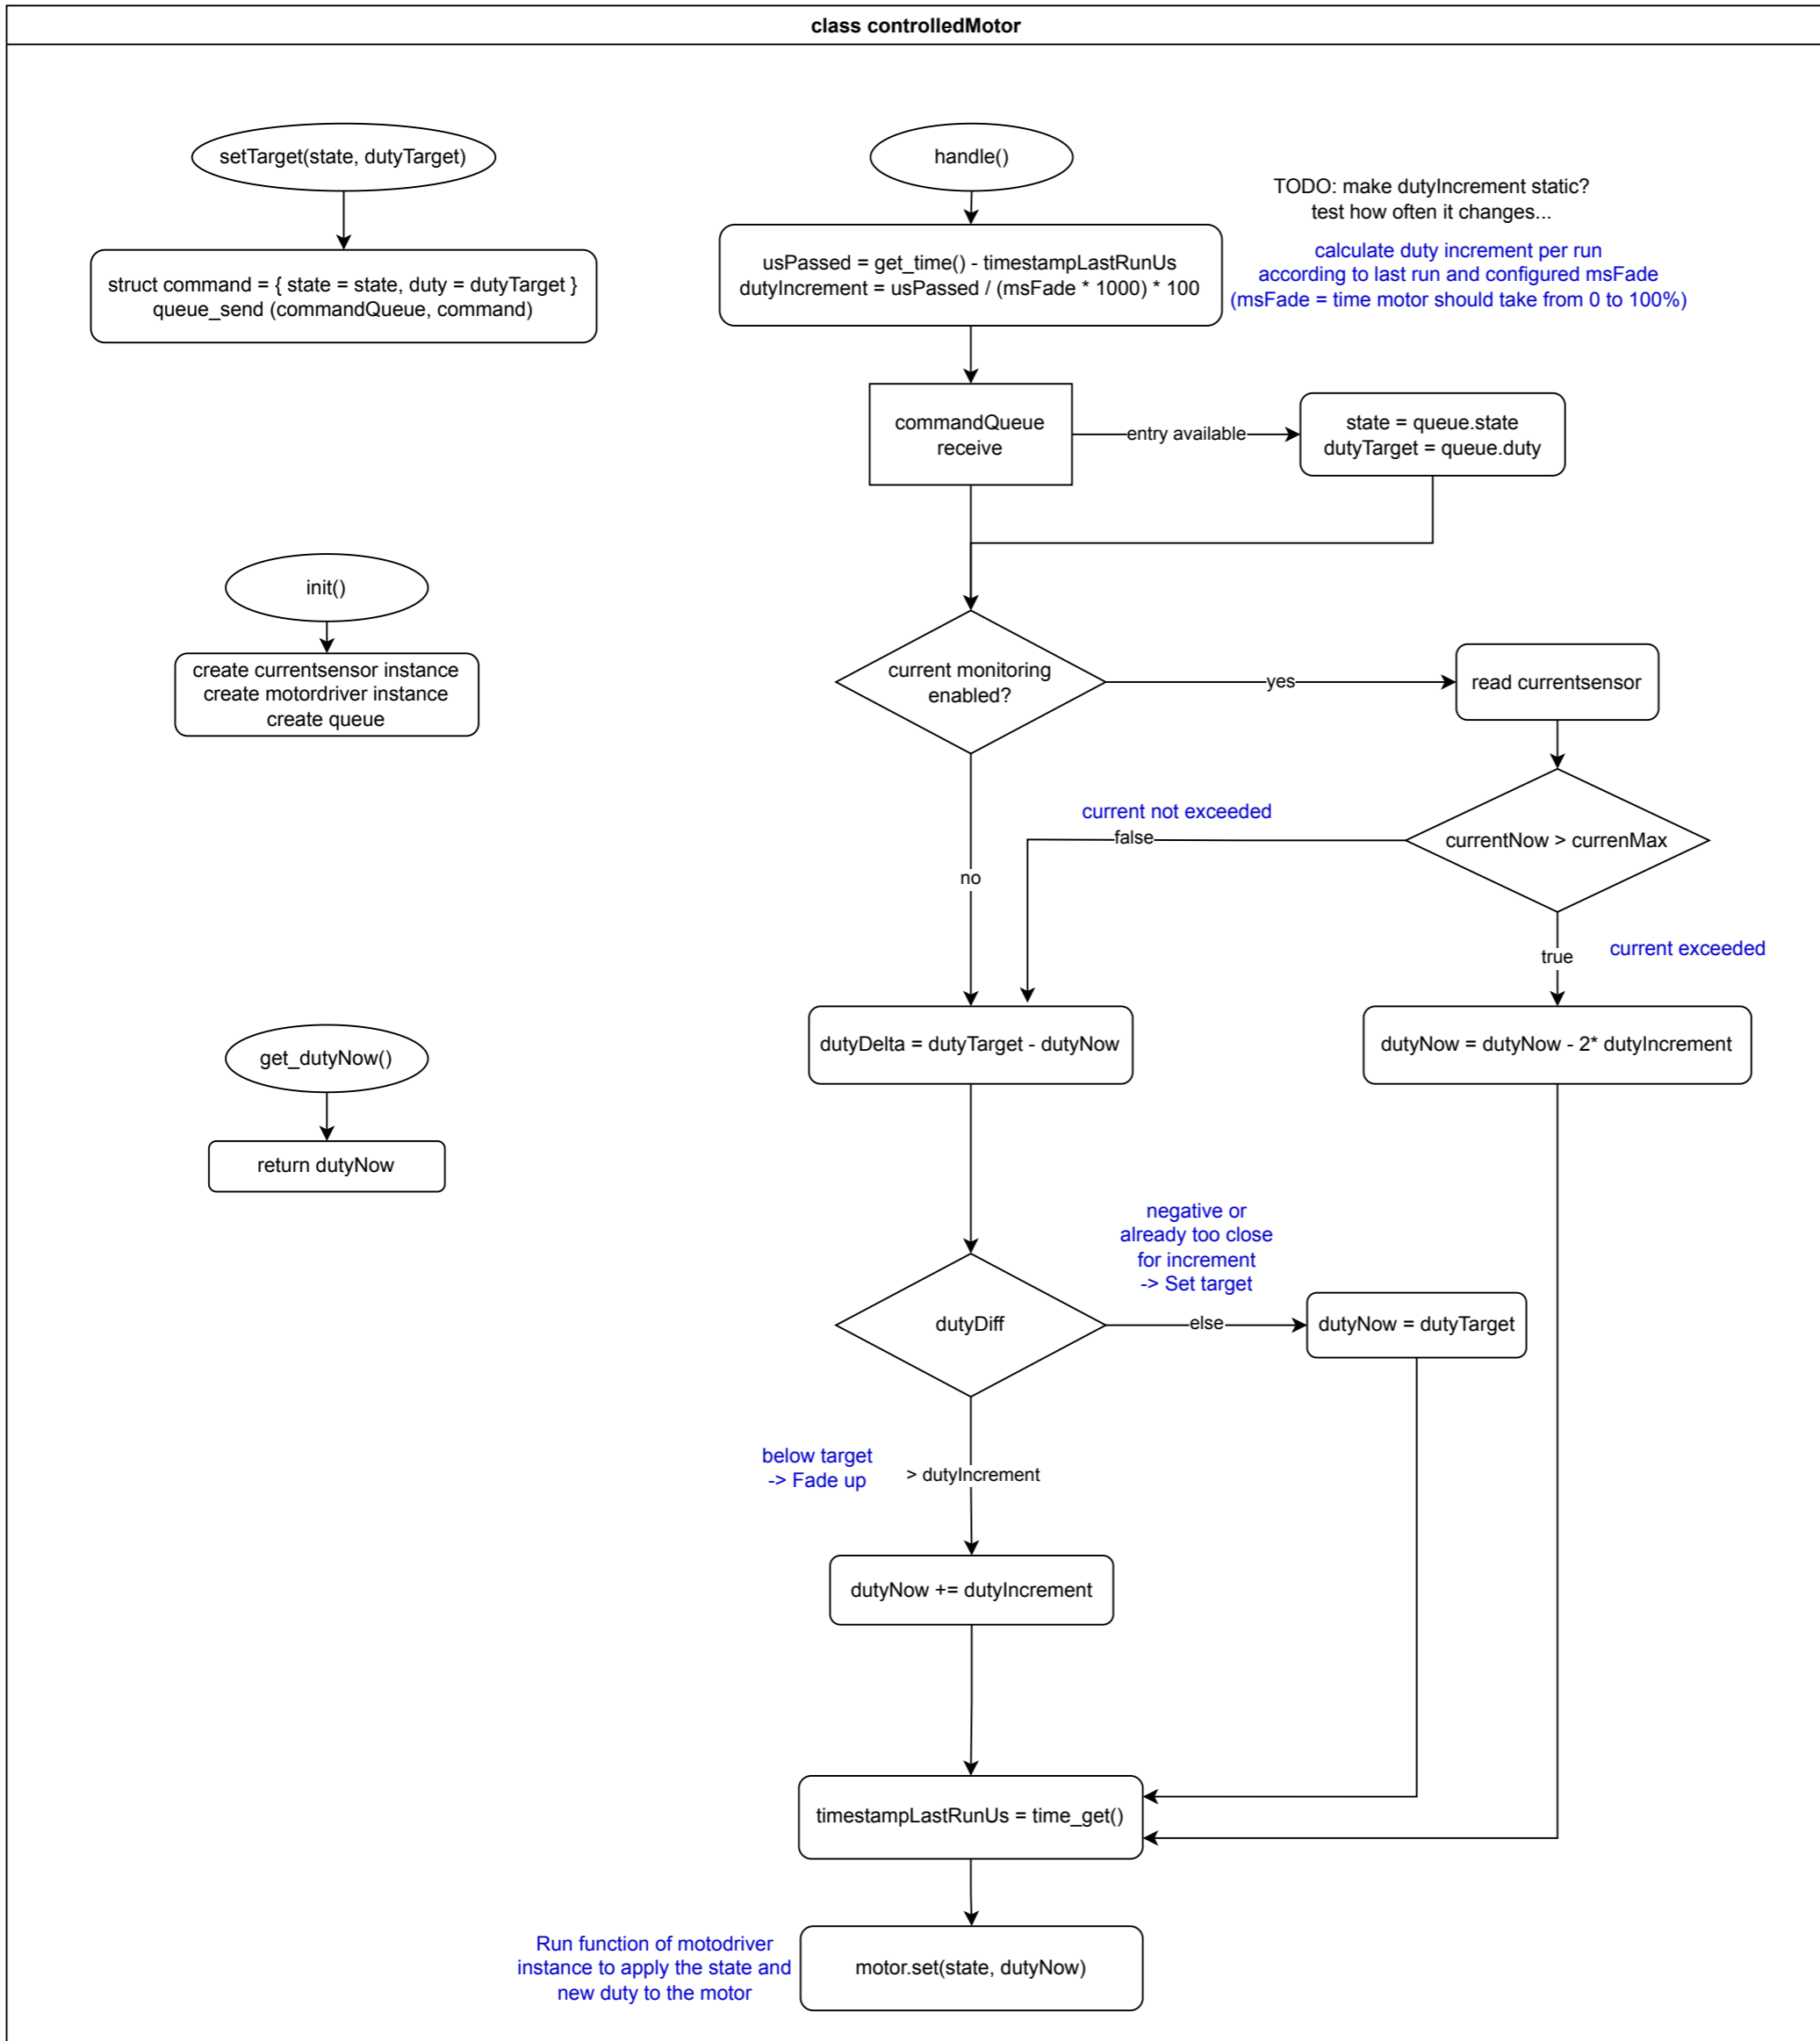 class controlledMotor
setTarget(state, dutyTarget)
struct command = { state = state, duty = dutyTarget }
queue_send (commandQueue, command)
init()
create currentsensor instance
create motordriver instance
create queue
get_dutyNow()
return dutyNow
handle()
TODO: make dutyIncrement static?
test how often it changes...
usPassed = get_time() - timestampLastRunUs
dutyIncrement = usPassed / (msFade * 1000) * 100
calculate duty increment per run
according to last run and configured msFade
(msFade = time motor should take from 0 to 100%)
commandQueue
receive
entry available
state = queue.state
dutyTarget = queue.duty
current monitoring
enabled?
yes
read currentsensor
current not exceeded
false
currentNow > currenMax
no
true
current exceeded
dutyDelta = dutyTarget - dutyNow
dutyNow = dutyNow - 2* dutyIncrement
negative or
already too close
for increment
-> Set target
dutyDiff
else
dutyNow = dutyTarget
below target
-> Fade up
> dutyIncrement
dutyNow += dutyIncrement
timestampLastRunUs = time_get()
Run function of motodriver
instance to apply the state and
new duty to the motor
motor.set(state, dutyNow)